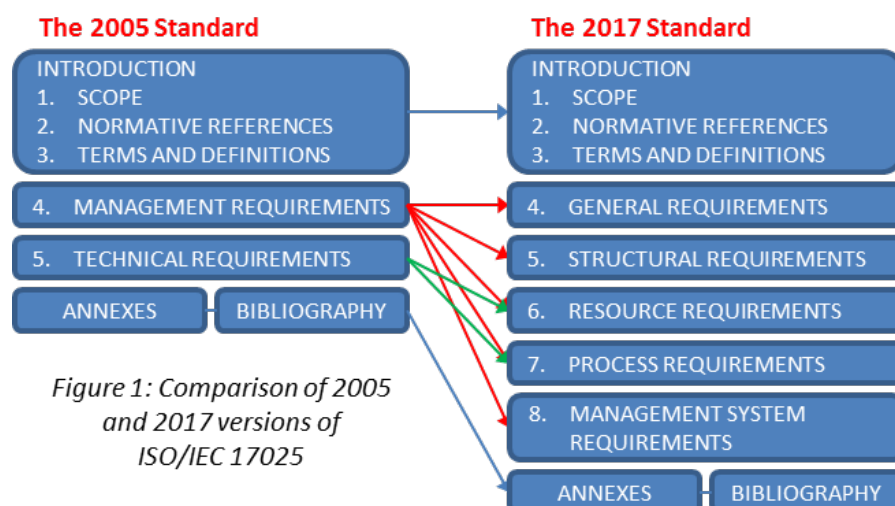 The 2005 Standard
INTRODUCTION
1. SCOPE
2. NORMATIVE REFERENCES
3. TERMS AND DEFINITIONS
4. MANAGEMENT REQUIREMENTS
5. TECHNICAL REQUIREMENTS
ANNEXES
BIBLIOGRAPHY
Figure 1: Comparison of 2005
and 2017 versions of
ISO/IEC 17025
The 2017 Standard
INTRODUCTION
1. SCOPE
2. NORMATIVE REFERENCES
3. TERMS AND DEFINITIONS
4. GENERAL REQUIREMENTS
5. STRUCTURAL REQUIREMENTS
6. RESOURCE REQUIREMENTS
7. PROCESS REQUIREMENTS
8. MANAGEMENT SYSTEM
REQUIREMENTS
ANNEXES
BIBLIOGRAPHY